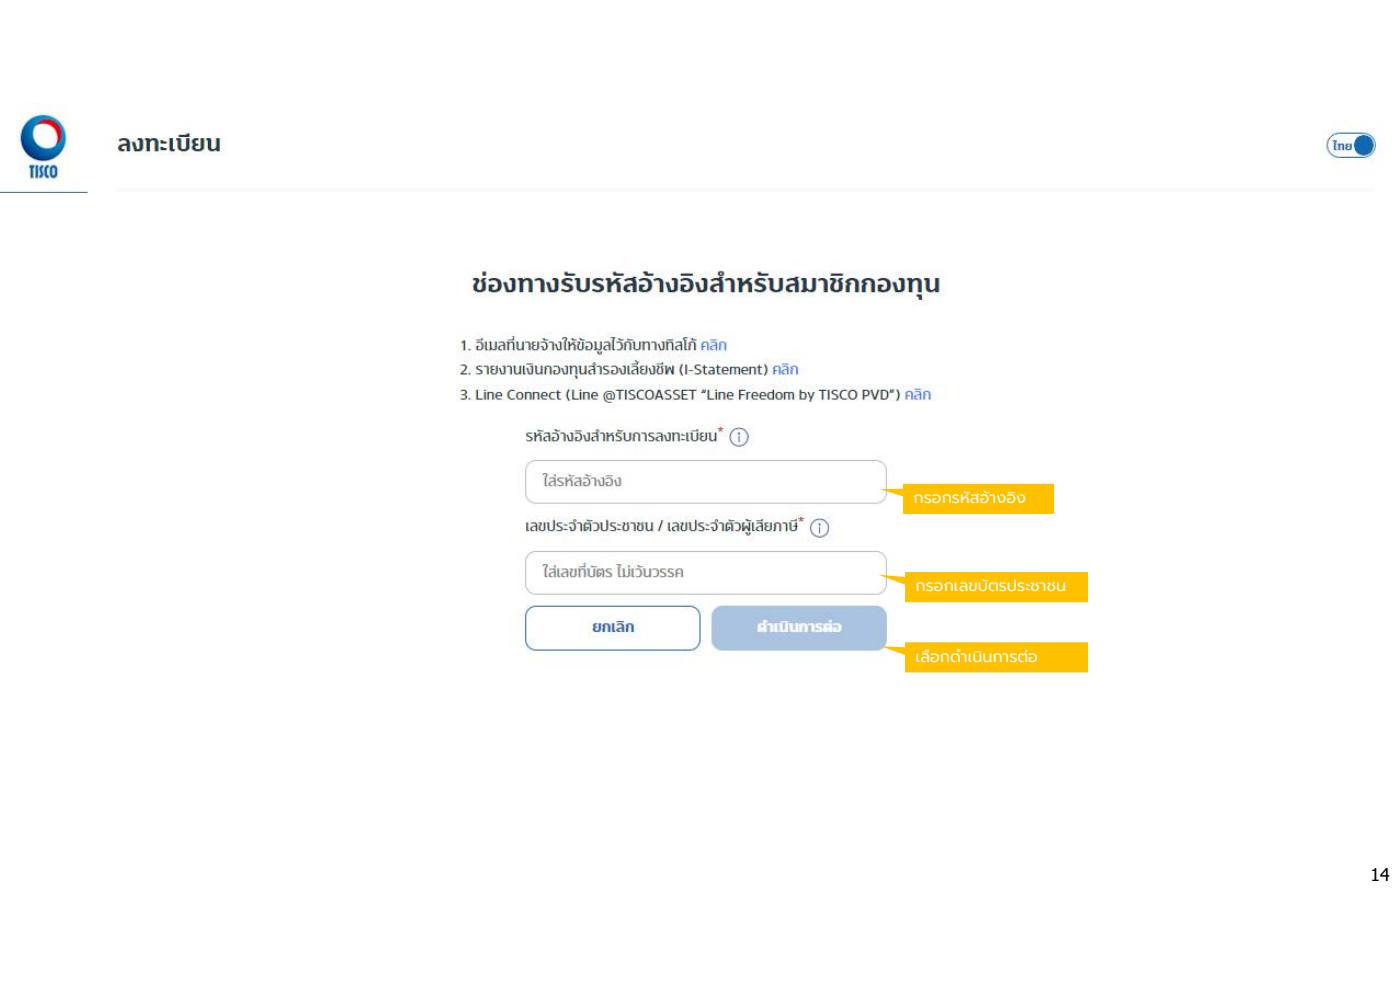 TISCO
ลงทะเบียน
ไทย
ช่องทางรับรหัสอ้างอิงสำหรับสมาชิกกองทุน
1. อีเมลที่นายจ้างให้ข้อมูลไว้กับทางทิสโก้ คลิก
2. รายงานเงินกองทุนสำรองเลี้ยงชีพ (I-Statement) คลิก
3. Line Connect (Line @TISCOASSET “Line Freedom by TISCO PVD”) คลิก
รหัสอ้างอิงสำหรับการลงทะเบียน*
ใส่รหัสอ้างอิง
กรอกรหัสอ้างอิง
เลขประจำตัวประชาชน / เลขประจำตัวผู้เสียภาษี*
ใส่เลขที่บัตร ไม่เว้นวรรค
กรอกเลขบัตรประชาชน
ยกเลิก
ดำเนินการต่อ
เลือกดำเนินการต่อ
14